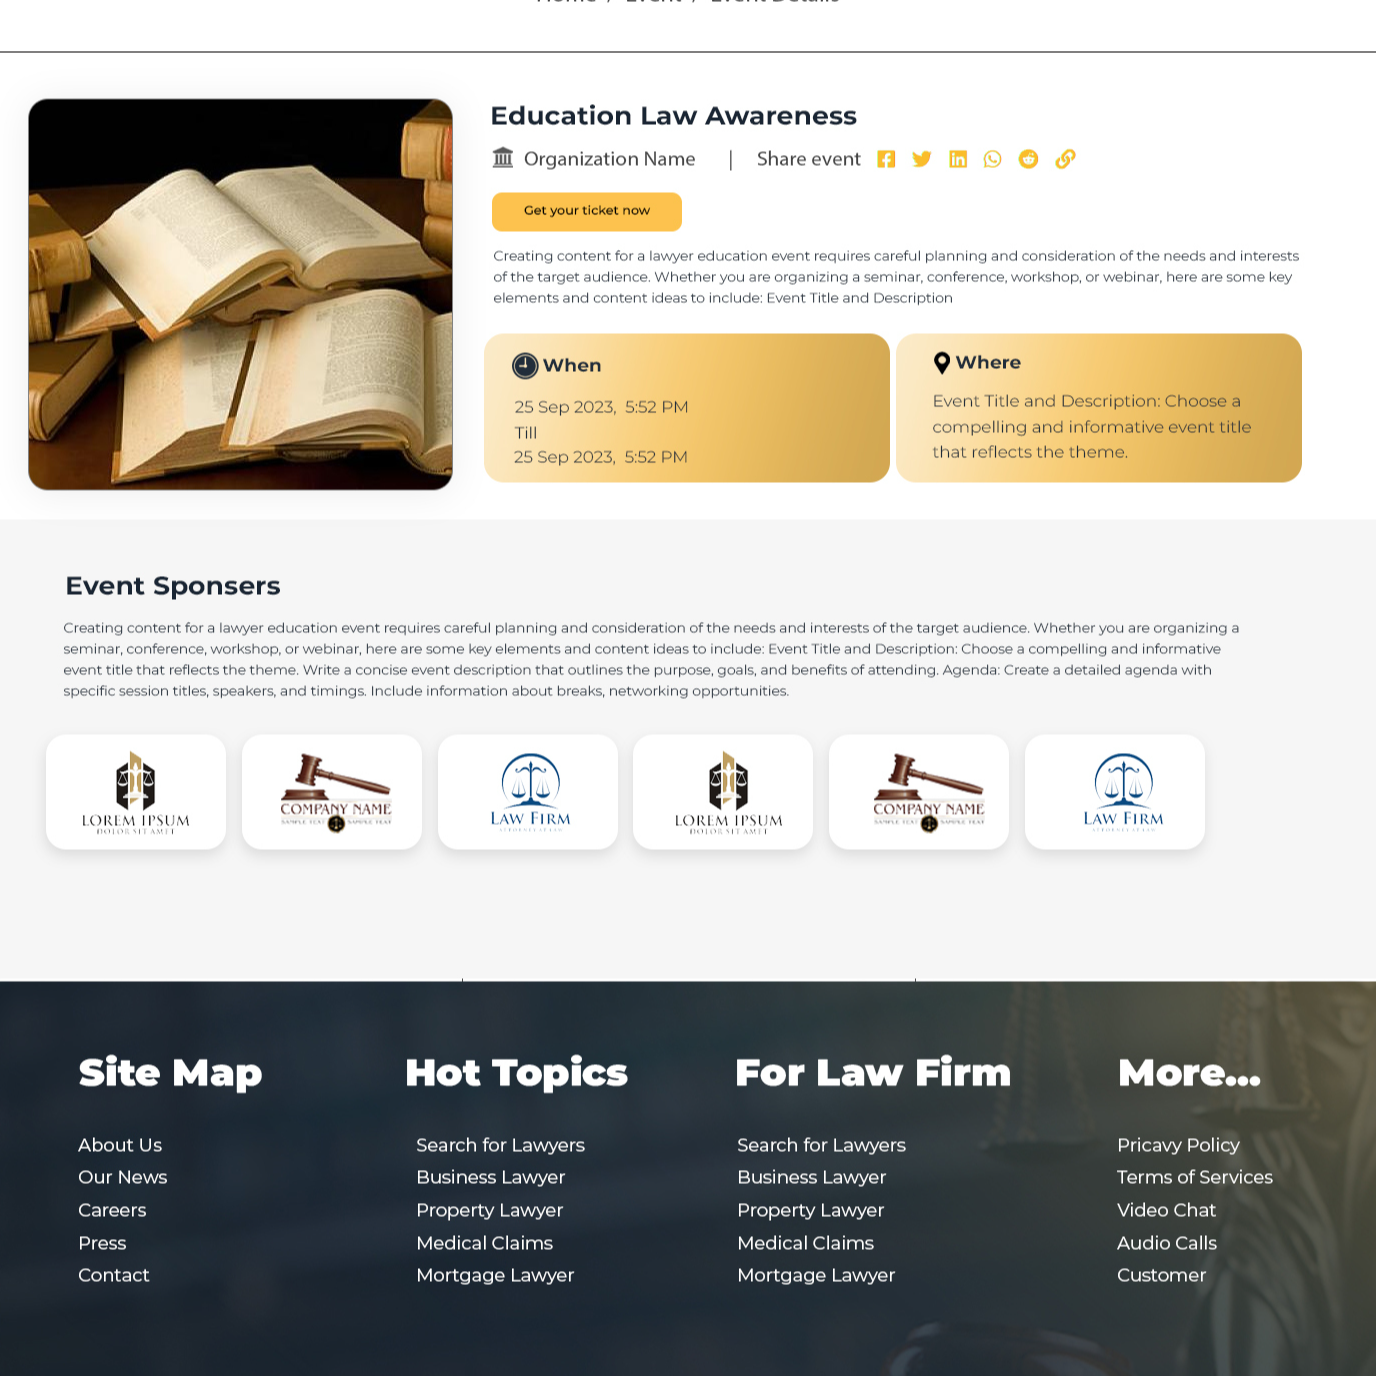 Home / Event / Event Details
Education Law Awareness
Organization Name | Share event
Get your ticket now
Creating content for a lawyer education event requires careful planning and consideration of the needs and interests
of the target audience. Whether you are organizing a seminar, conference, workshop, or webinar, here are some key
elements and content ideas to include: Event Title and Description
When
25 Sep 2023, 5:52 PM
Till
25 Sep 2023, 5:52 PM
Where
Event Title and Description: Choose a
compelling and informative event title
that reflects the theme.
Event Sponsers
Creating content for a lawyer education event requires careful planning and consideration of the needs and interests of the target audience. Whether you are organizing a
seminar, conference, workshop, or webinar, here are some key elements and content ideas to include: Event Title and Description: Choose a compelling and informative
event title that reflects the theme. Write a concise event description that outlines the purpose, goals, and benefits of attending. Agenda: Create a detailed agenda with
specific session titles, speakers, and timings. Include information about breaks, networking opportunities.
LOREM IPSUM
DOLOR SIT AMET
COMPANY NAME
SAMPLE TEXT SAMPLE TEXT
LAW FIRM
ATTORNEY AT LAW
LOREM IPSUM
DOLOR SIT AMET
COMPANY NAME
SAMPLE TEXT SAMPLE TEXT
LAW FIRM
ATTORNEY AT LAW
Site Map
About Us
Our News
Careers
Press
Contact
Hot Topics
Search for Lawyers
Business Lawyer
Property Lawyer
Medical Claims
Mortgage Lawyer
For Law Firm
Search for Lawyers
Business Lawyer
Property Lawyer
Medical Claims
Mortgage Lawyer
More...
Pricavy Policy
Terms of Services
Video Chat
Audio Calls
Customer